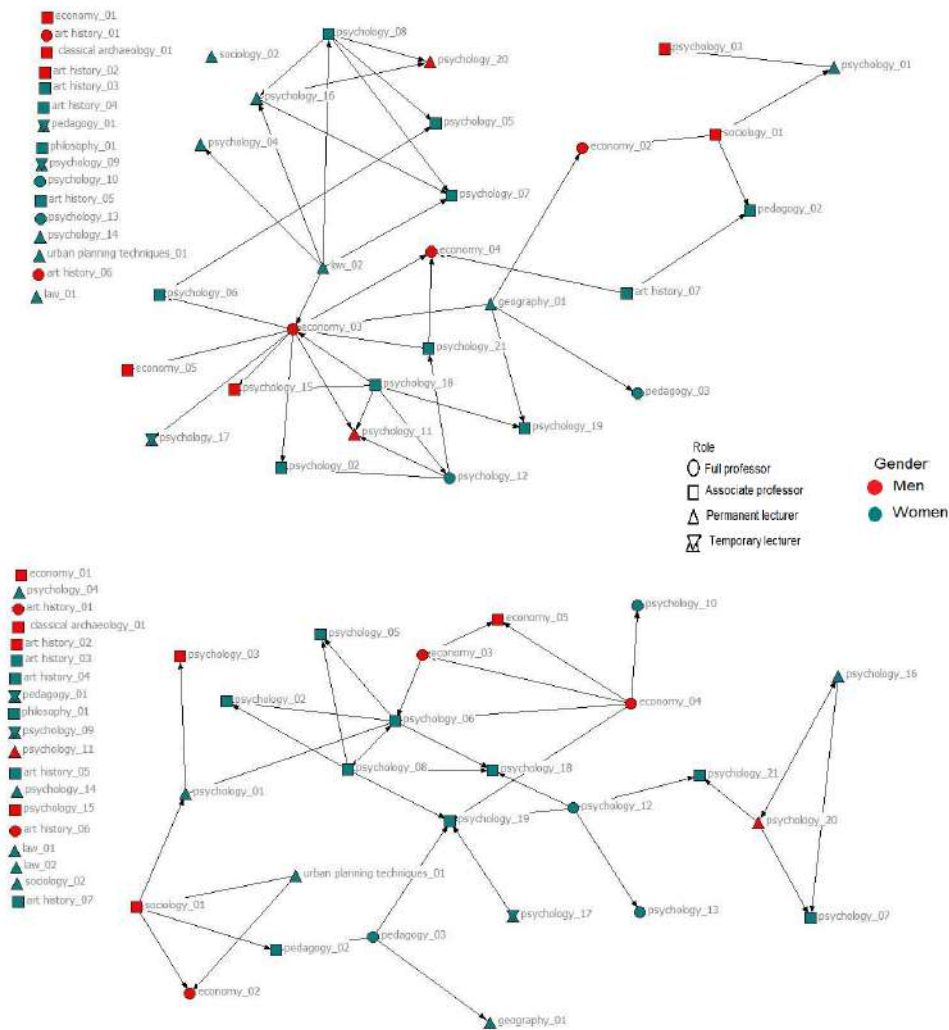 economy_01
art history_01
classical archaeology_01
art history_02
art history_03
art history_04
pedagogy_01
philosophy_01
psychology_09
psychology_10
art history_05
psychology_13
psychology_14
urban planning techniques_01
art history_06
law_01
psychology_08
sociology_02
psychology_20
psychology_16
psychology_05
psychology_04
psychology_07
psychology_03
psychology_01
sociology_01
economy_02
pedagogy_02
economy_04
law_02
psychology_06
geography_01
art history_07
economy_03
psychology_21
economy_05
psychology_15
psychology_18
pedagogy_03
psychology_11
psychology_19
psychology_17
psychology_02
psychology_12
Role
Full professor
Associate professor
Permanent lecturer
Temporary lecturer
Gender
Men
Women
economy_01
psychology_04
art history_01
classical archaeology_01
art history_02
art history_03
art history_04
pedagogy_01
philosophy_01
psychology_09
psychology_11
art history_05
psychology_14
psychology_15
art history_06
law_01
law_02
sociology_02
art history_07
psychology_10
economy_05
psychology_05
psychology_03
economy_03
psychology_16
psychology_02
economy_04
psychology_06
psychology_08
psychology_18
psychology_21
psychology_01
psychology_12
psychology_19
psychology_20
urban planning techniques_01
sociology_01
psychology_17
psychology_13
psychology_07
pedagogy_03
pedagogy_02
economy_02
geography_01